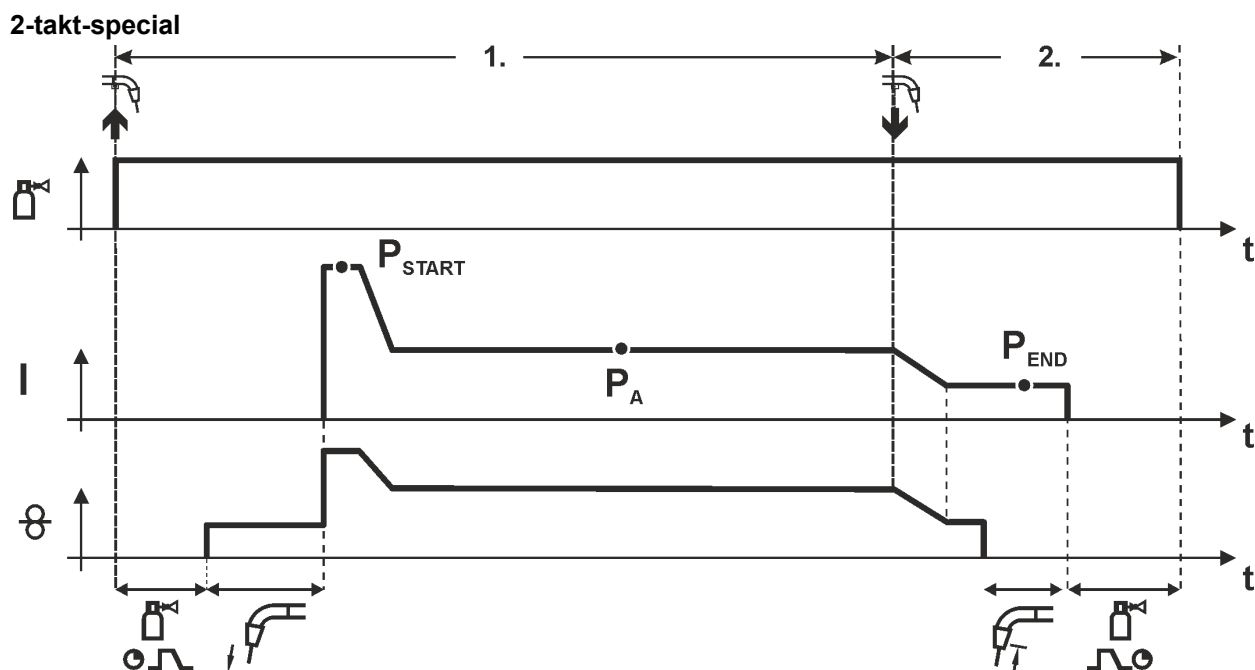 2-takt-special
1. 2.
t
P START
I
P A
P END
t
t